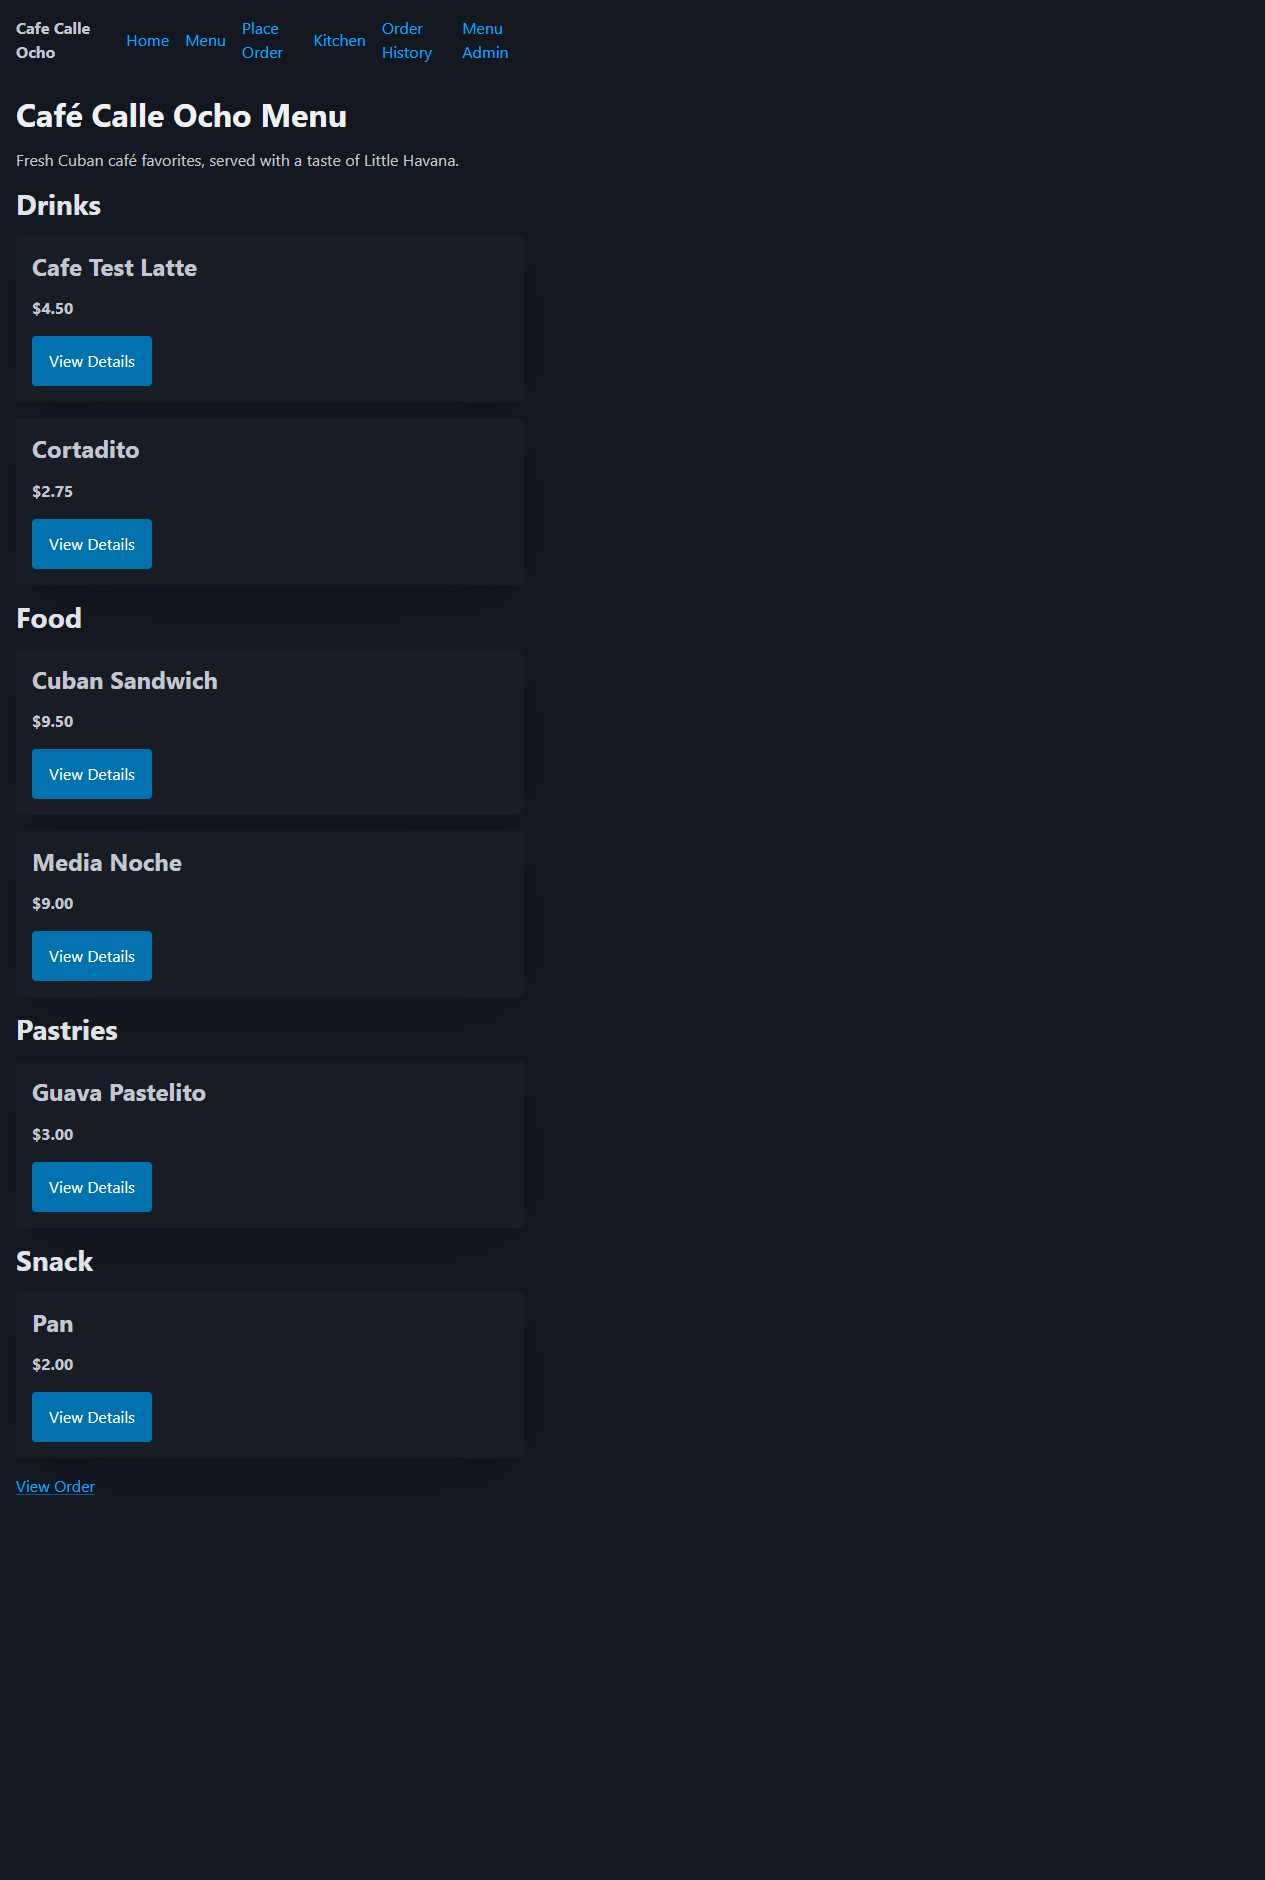 Cafe Calle Ocho
Home
Menu
Place Order
Kitchen
Order History
Menu Admin
Café Calle Ocho Menu
Fresh Cuban café favorites, served with a taste of Little Havana.
Drinks
Cafe Test Latte
$4.50
View Details
Cortadito
$2.75
View Details
Food
Cuban Sandwich
$9.50
View Details
Media Noche
$9.00
View Details
Pastries
Guava Pastelito
$3.00
View Details
Snack
Pan
$2.00
View Details
View Order